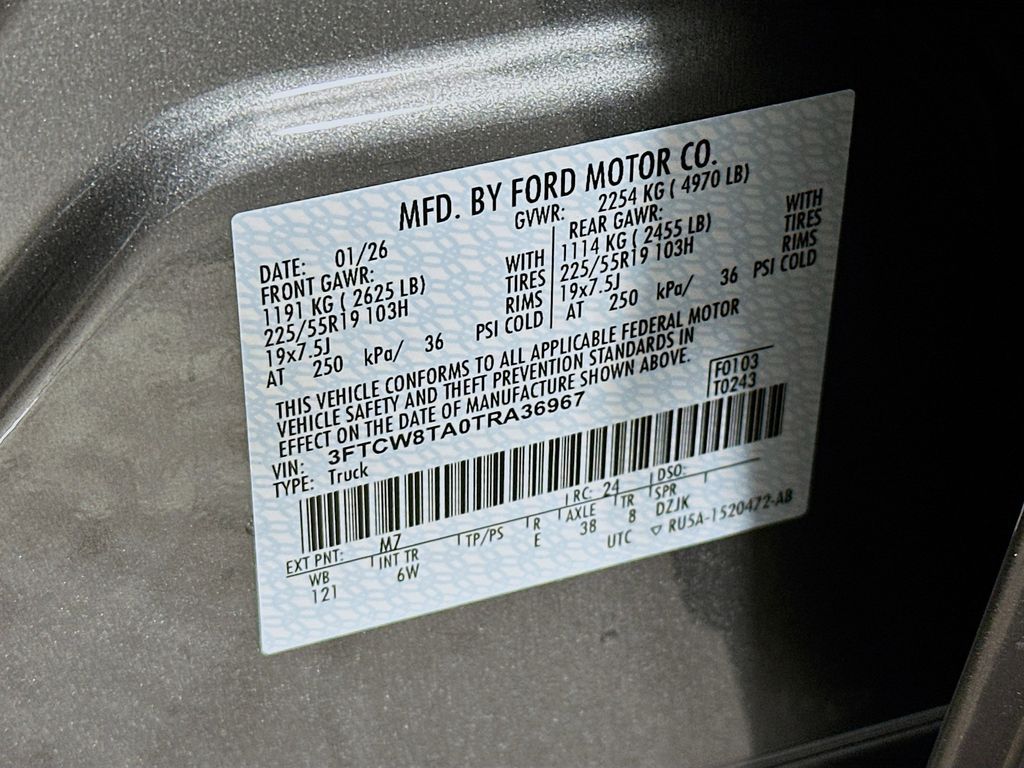 MFD. BY FORD MOTOR CO.
DATE: 01/26
GVWR: 2254 KG ( 4970 LB)
FRONT GAWR:
1191 KG ( 2625 LB)
WITH
225/55R19 103H
TIRES
19x7.5J
RIMS
AT 250 kPa/ 36 PSI COLD
REAR GAWR:
1114 KG ( 2455 LB)
WITH
225/55R19 103H
TIRES
19x7.5J
RIMS
AT 250 kPa/ 36 PSI COLD
THIS VEHICLE CONFORMS TO ALL APPLICABLE FEDERAL MOTOR
VEHICLE SAFETY AND THEFT PREVENTION STANDARDS IN
EFFECT ON THE DATE OF MANUFACTURE SHOWN ABOVE.
VIN: 3FTCW8TA0TRA36967
TYPE: Truck
F0103
T0243
EXT PNT: M7
RC: 24
DSO:
WB INT TR TP/PS R AXLE TR SPR
121 6W E 38 8 DZJK
UTC ▽ RU5A-1520472-AB